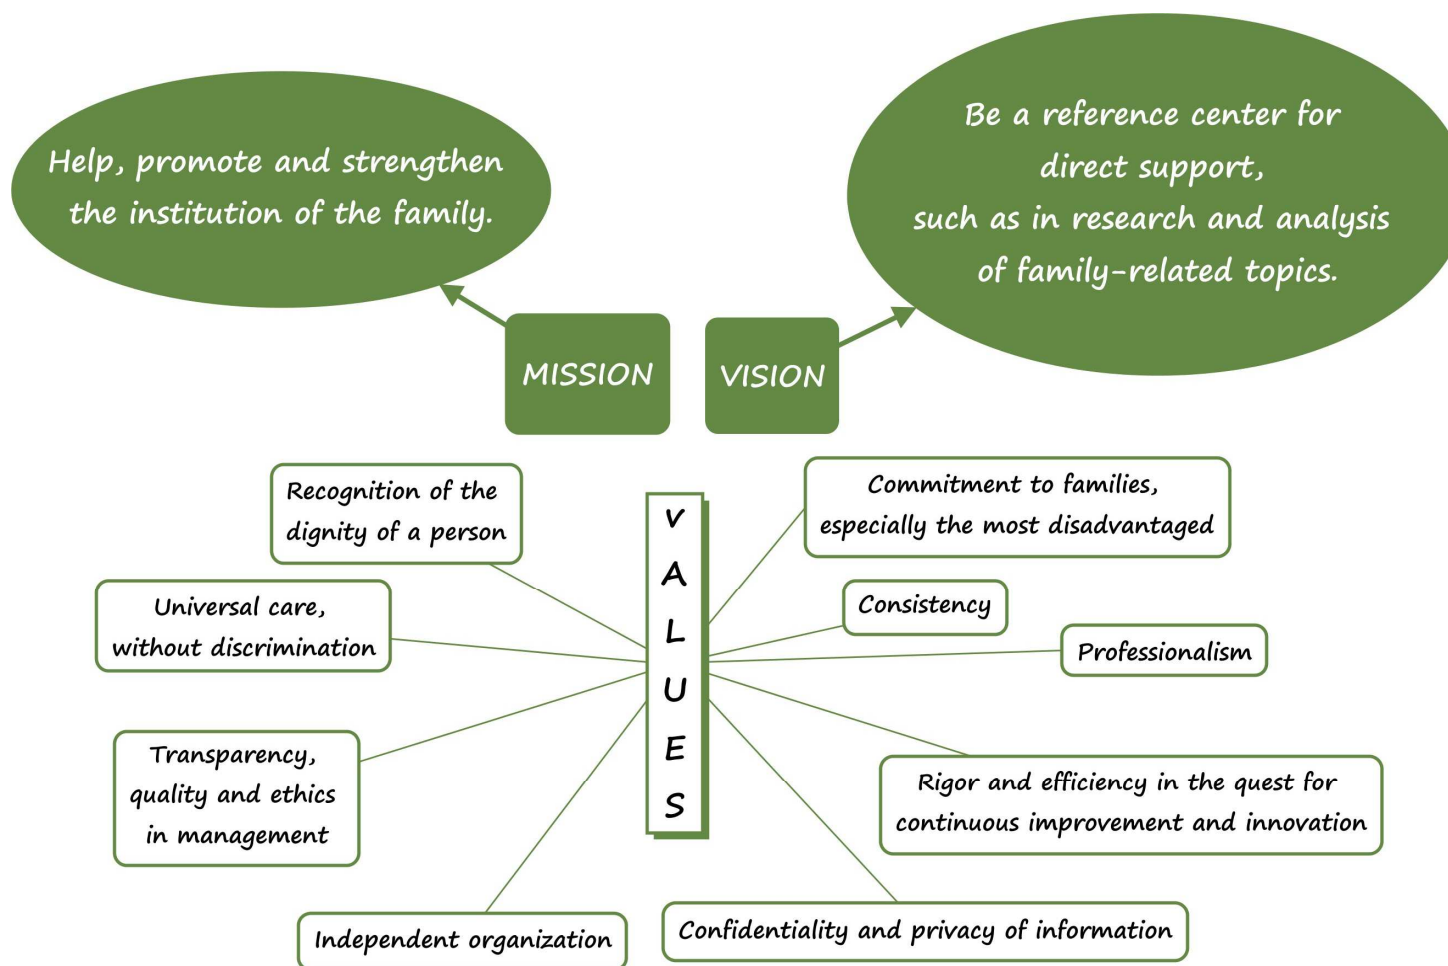 Help, promote and strengthen
the institution of the family.
Be a reference center for
direct support,
such as in research and analysis
of family-related topics.
MISSION
VISION
Recognition of the
dignity of a person
Universal care,
without discrimination
Transparency,
quality and ethics
in management
Independent organization
VALUES
Commitment to families,
especially the most disadvantaged
Consistency
Professionalism
Rigor and efficiency in the quest for
continuous improvement and innovation
Confidentiality and privacy of information